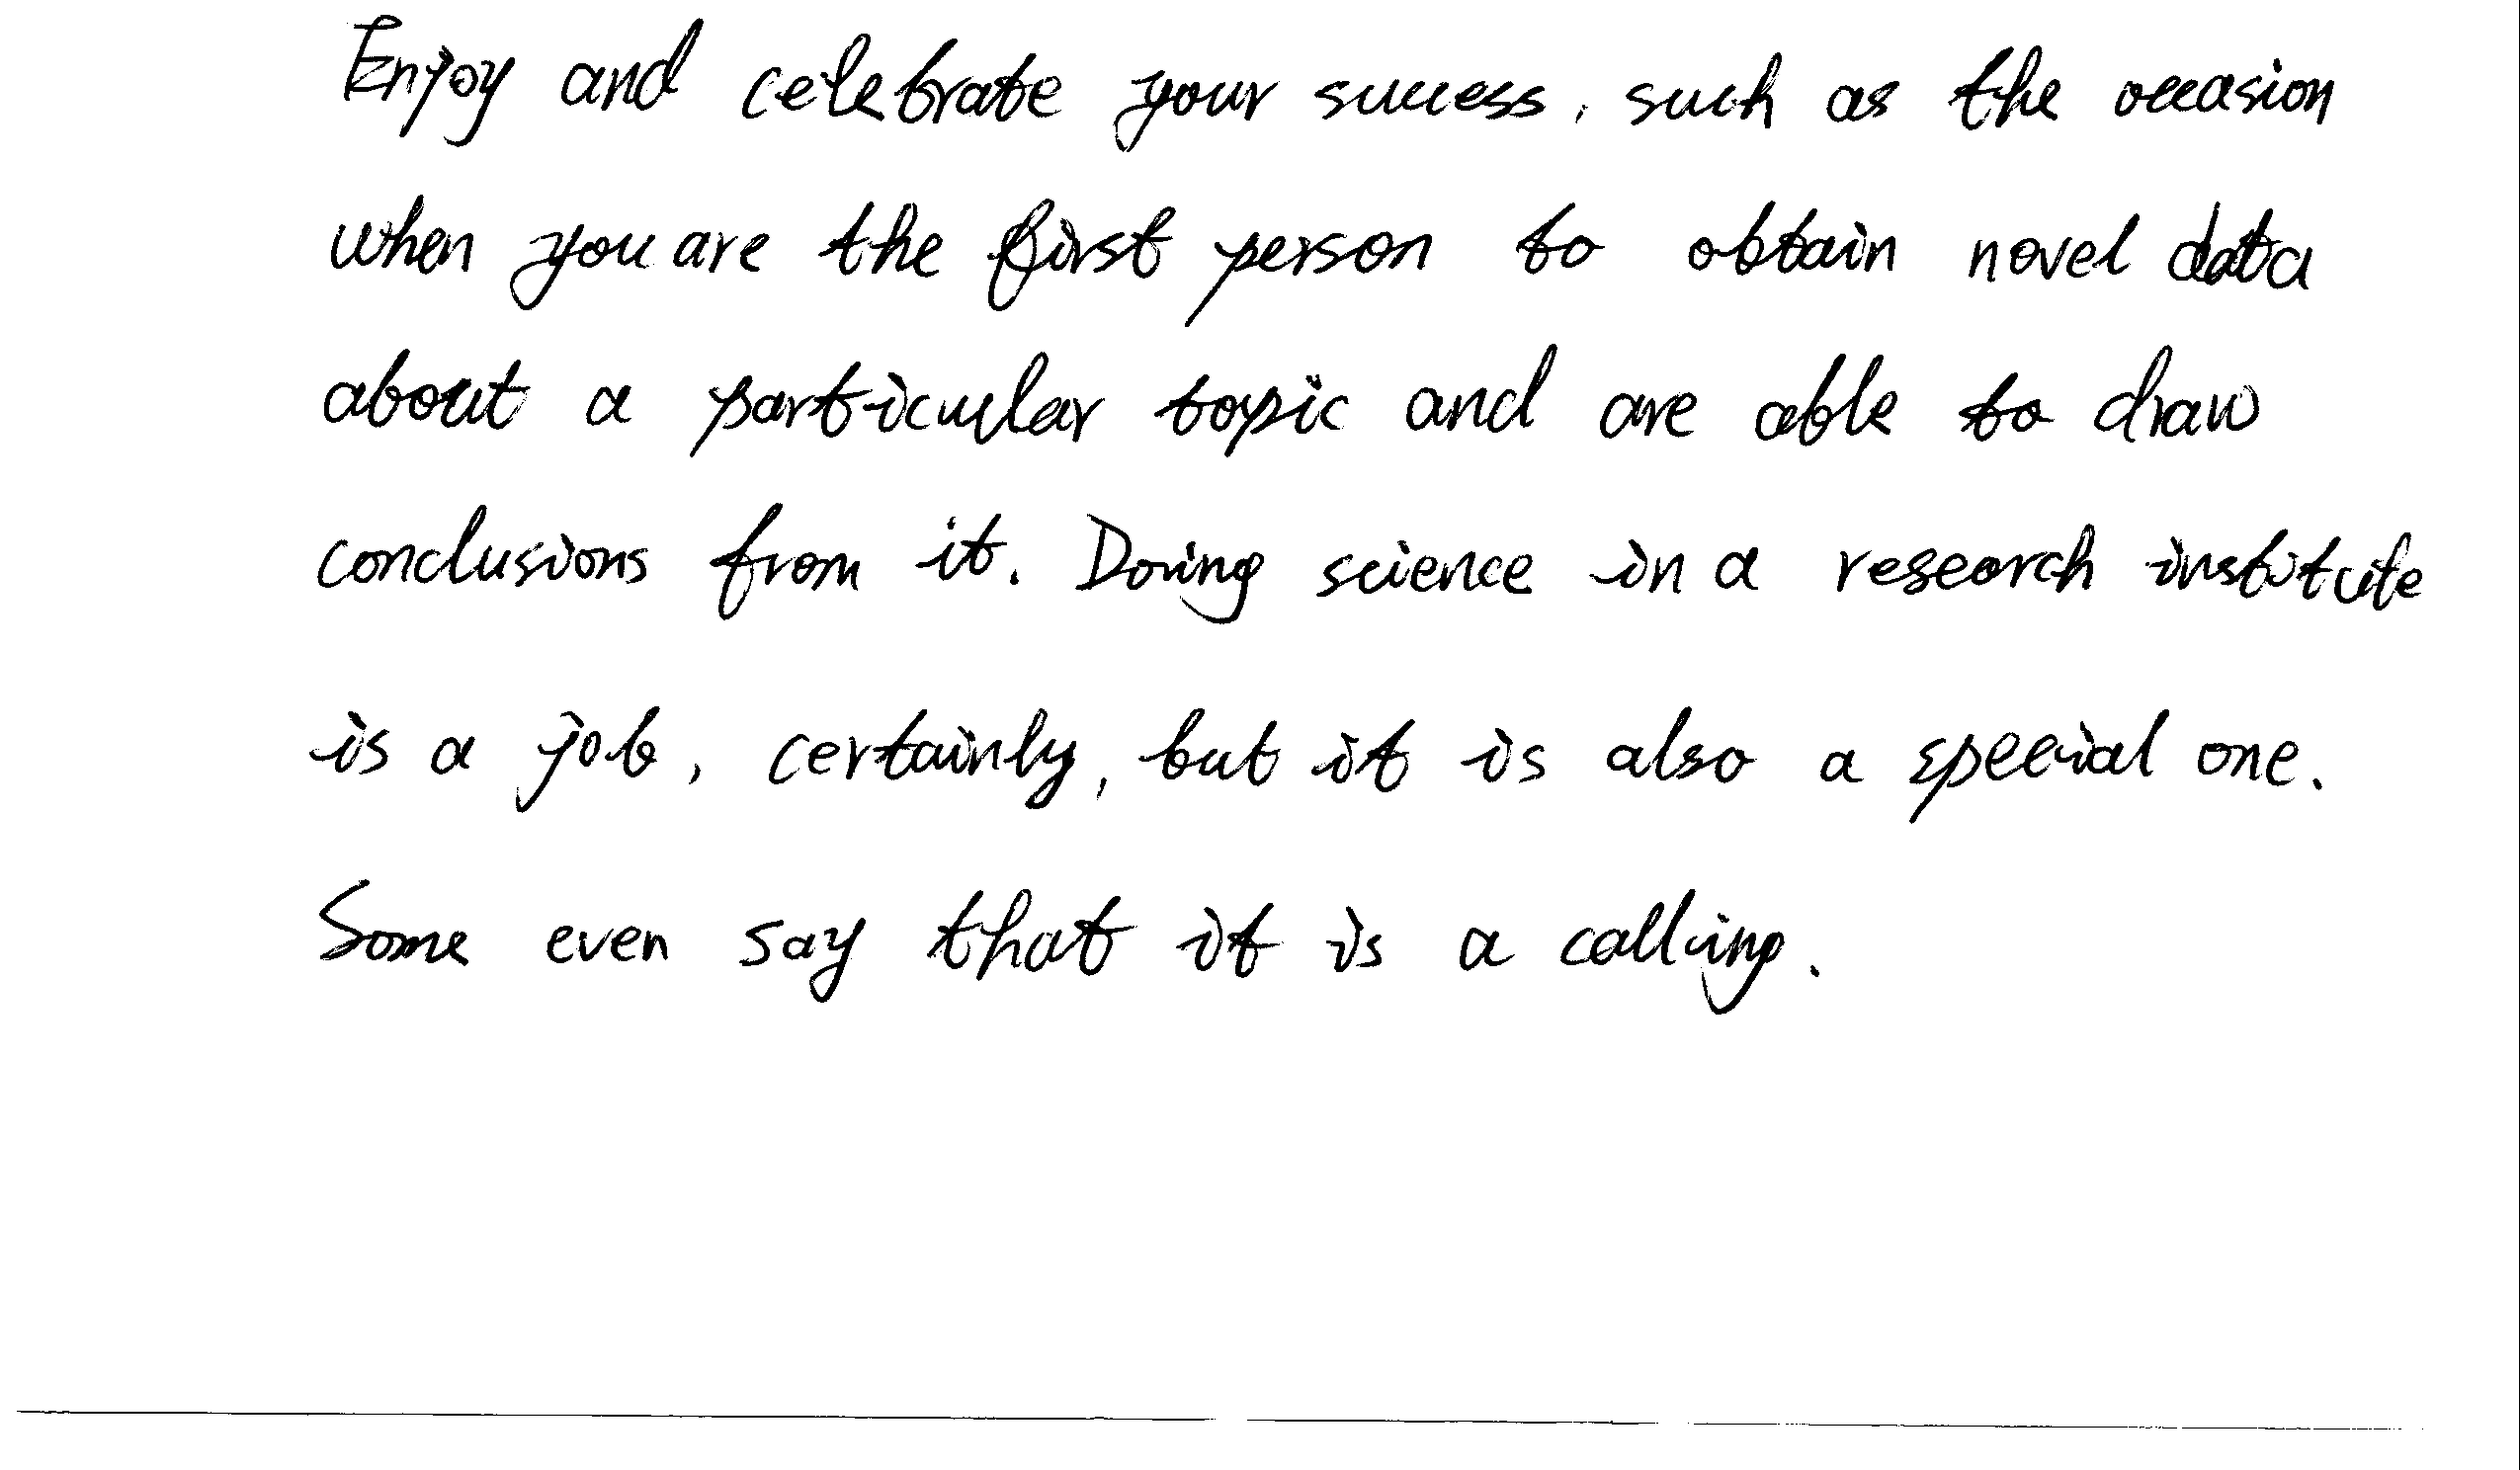 Enjoy and celebrate your success, such as the occasion
when you are the first person to obtain novel data
about a particular topic and are able to draw
conclusions from it. Doing science in a research institute
is a job, certainly, but it is also a special one.
Some even say that it is a calling.